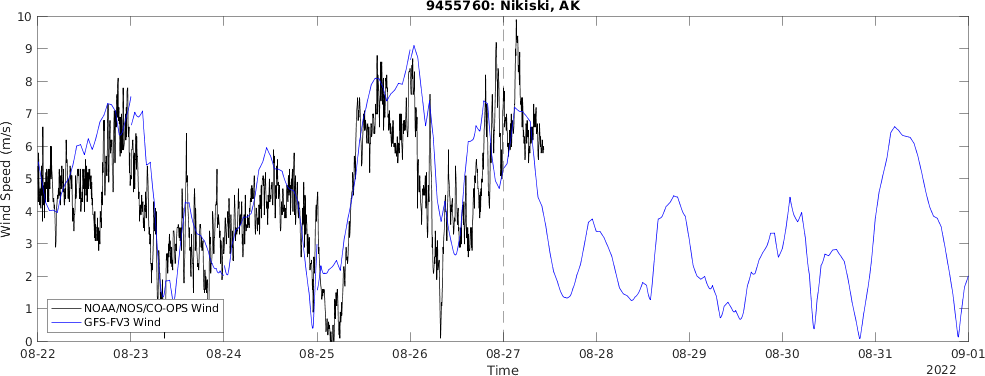 9455760: Nikiski, AK
Wind Speed (m/s)
10
9
8
7
6
5
4
3
2
1
0
NOAA/NOS/CO-OPS Wind
GFS-FV3 Wind
08-22 08-23 08-24 08-25 08-26 08-27 08-28 08-29 08-30 08-31 09-01
Time
2022